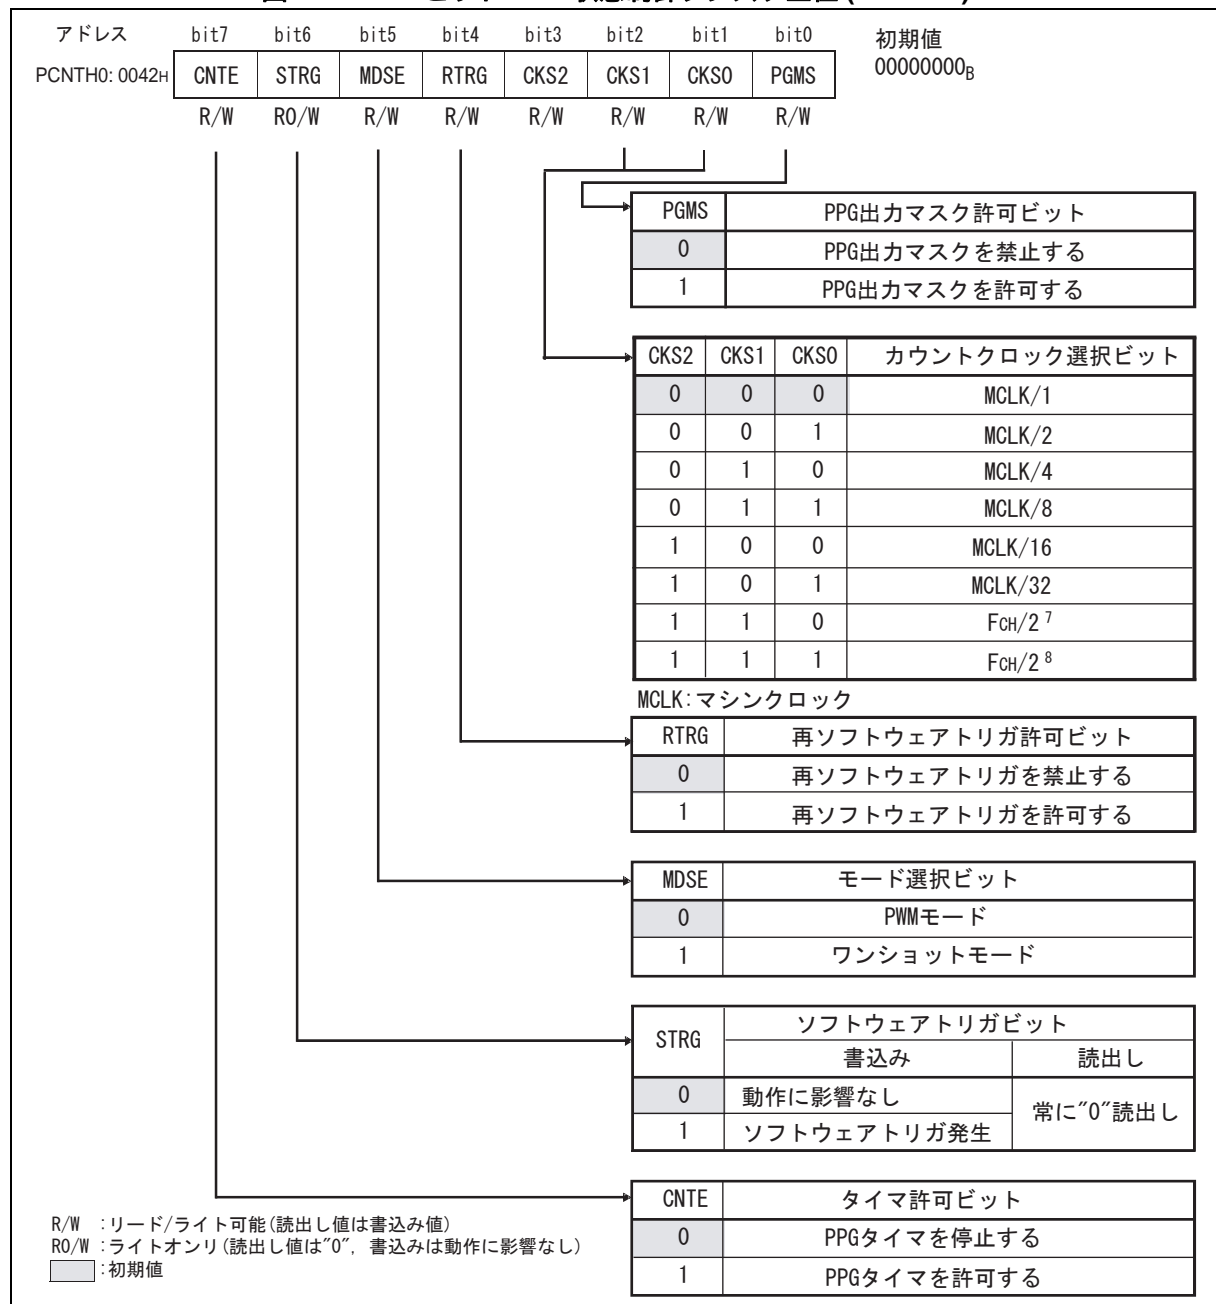 アドレス bit7 bit6 bit5 bit4 bit3 bit2 bit1 bit0 初期値
PCNTH0: 0042H CNTE STRG MDSE RTRG CKS2 CKS1 CKS0 PGMS 00000000B
R/W R0/W R/W R/W R/W R/W R/W R/W
PGMS PPG出力マスク許可ビット
0 PPG出力マスクを禁止する
1 PPG出力マスクを許可する
CKS2 CKS1 CKS0 カウントクロック選択ビット
0 0 0 MCLK/1
0 0 1 MCLK/2
0 1 0 MCLK/4
0 1 1 MCLK/8
1 0 0 MCLK/16
1 0 1 MCLK/32
1 1 0 FCH/2 7
1 1 1 FCH/2 8
MCLK:マシンクロック
RTRG 再ソフトウェアトリガ許可ビット
0 再ソフトウェアトリガを禁止する
1 再ソフトウェアトリガを許可する
MDSE モード選択ビット
0 PWMモード
1 ワンショットモード
STRG ソフトウェアトリガビット
書込み 読出し
0 動作に影響なし 常に"0"読出し
1 ソフトウェアトリガ発生
CNTE タイマ許可ビット
0 PPGタイマを停止する
1 PPGタイマを許可する
R/W :リード/ライト可能(読出し値は書込み値)
R0/W :ライトオンリ(読出し値は"0", 書込みは動作に影響なし)
:初期値